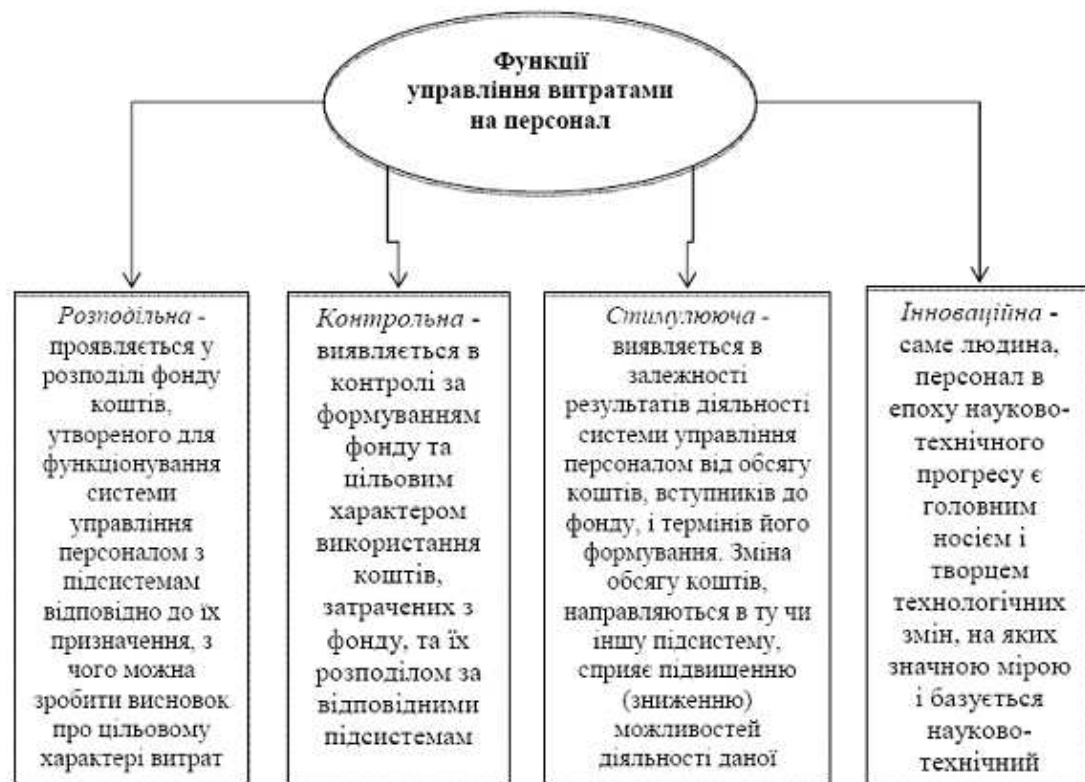 Функції
управління витратами
на персонал
Розподільна -
проявляється у
розподілі фонду
коштів,
утвореного для
функціонування
системи
управління
персоналом з
підсистемам
відповідно до їх
призначення, з
чого можна
зробити висновок
про цільовому
характері витрат
Контрольна -
виявляється в
контролі за
формуванням
фонду та
цільовим
характером
використання
коштів,
затрачених з
фонду, та їх
розподілом за
відповідними
підсистемам
Стимулююча -
виявляється в
залежності
результатів діяльності
системи управління
персоналом від обсягу
коштів, вступників до
фонду, і термінів його
формування. Зміна
обсягу коштів,
направляються в ту чи
іншу підсистему,
сприяє підвищенню
(зниженню)
можливостей
діяльності даної
Інноваційна -
саме людина,
персонал в
епоху науково-
технічного
прогресу є
головним
носієм і
творцем
технологічних
змін, на яких
значною мірою
і базується
науково-
технічний